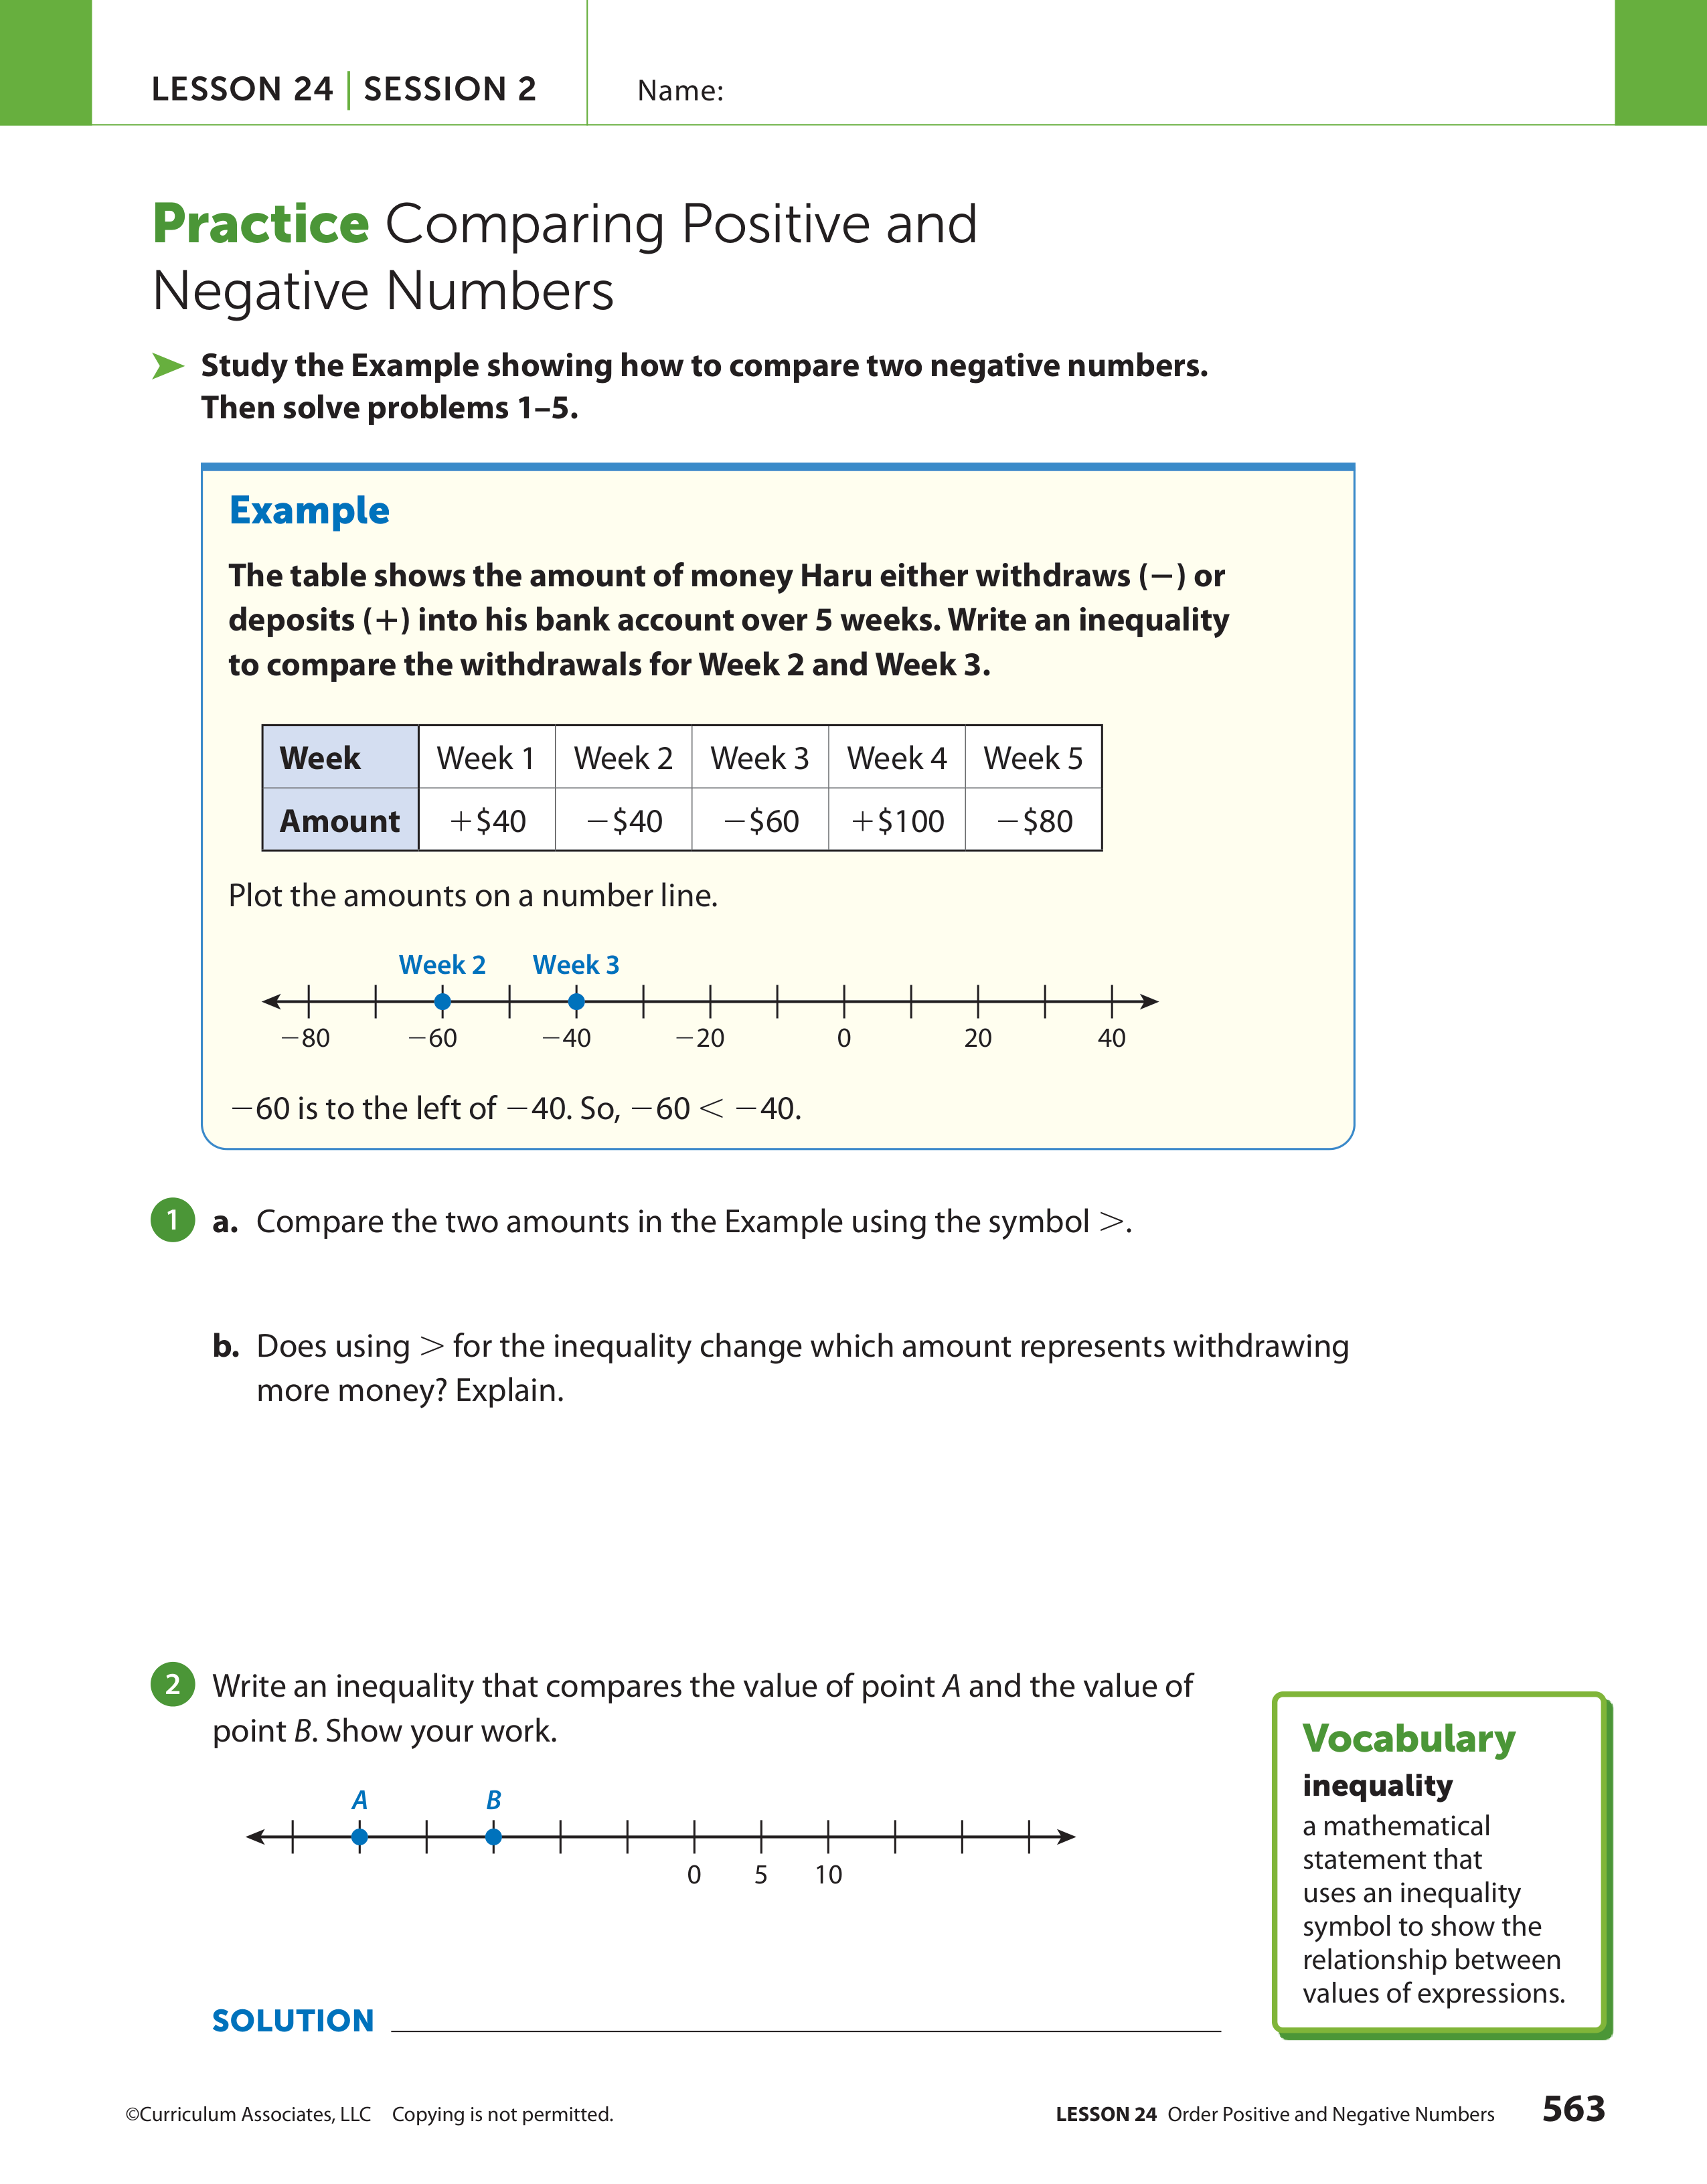 LESSON 24 | SESSION 2
Name:
Practice Comparing Positive and
Negative Numbers
Study the Example showing how to compare two negative numbers.
Then solve problems 1–5.
Example
The table shows the amount of money Haru either withdraws (−) or
deposits (+) into his bank account over 5 weeks. Write an inequality
to compare the withdrawals for Week 2 and Week 3.
Week Week 1 Week 2 Week 3 Week 4 Week 5
Amount +$40 −$40 −$60 +$100 −$80
Plot the amounts on a number line.
Week 2 Week 3
−80 −60 −40 −20 0 20 40
−60 is to the left of −40. So, −60 < −40.
1 a. Compare the two amounts in the Example using the symbol >.
b. Does using > for the inequality change which amount represents withdrawing
more money? Explain.
2 Write an inequality that compares the value of point A and the value of
point B. Show your work.
A B
0 5 10
SOLUTION
Vocabulary
inequality
a mathematical
statement that
uses an inequality
symbol to show the
relationship between
values of expressions.
©Curriculum Associates, LLC Copying is not permitted.
LESSON 24 Order Positive and Negative Numbers 563